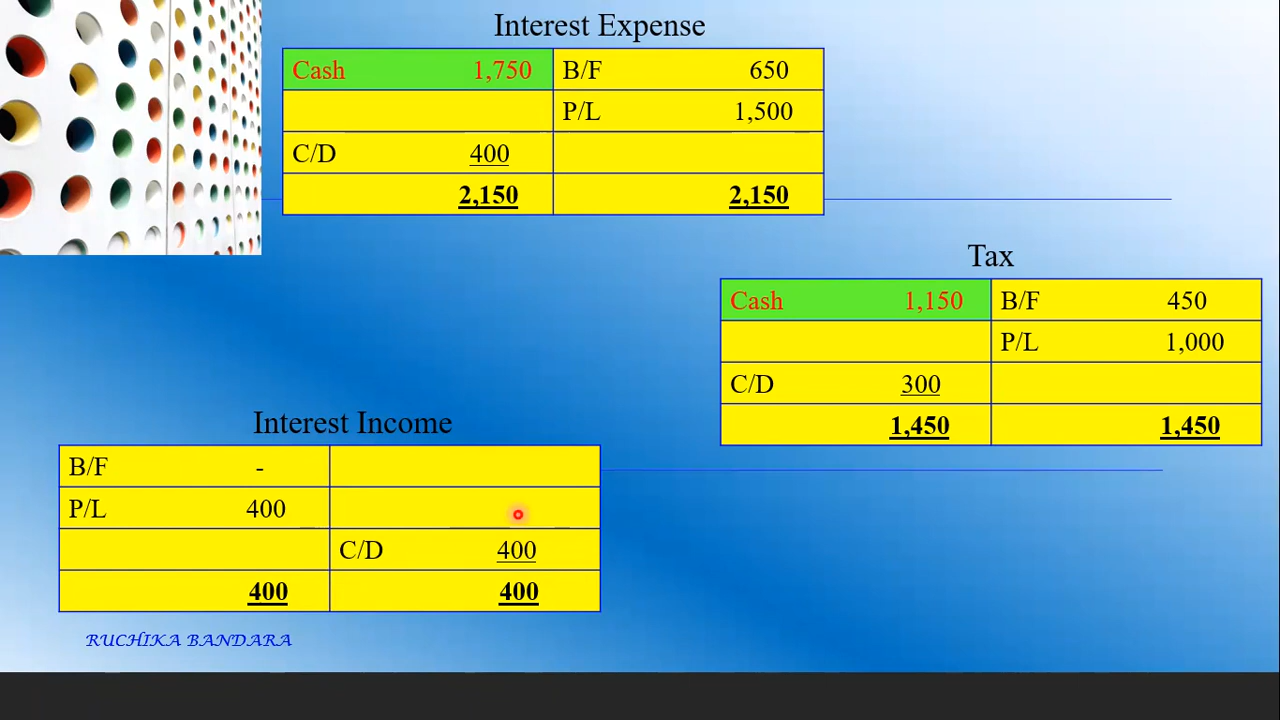 Interest Expense
Cash 1,750 B/F 650
P/L 1,500
C/D 400
2,150 2,150
Tax
Cash 1,150 B/F 450
P/L 1,000
C/D 300
1,450 1,450
Interest Income
B/F -
P/L 400
C/D 400
400 400
RUCHIKA BANDARA